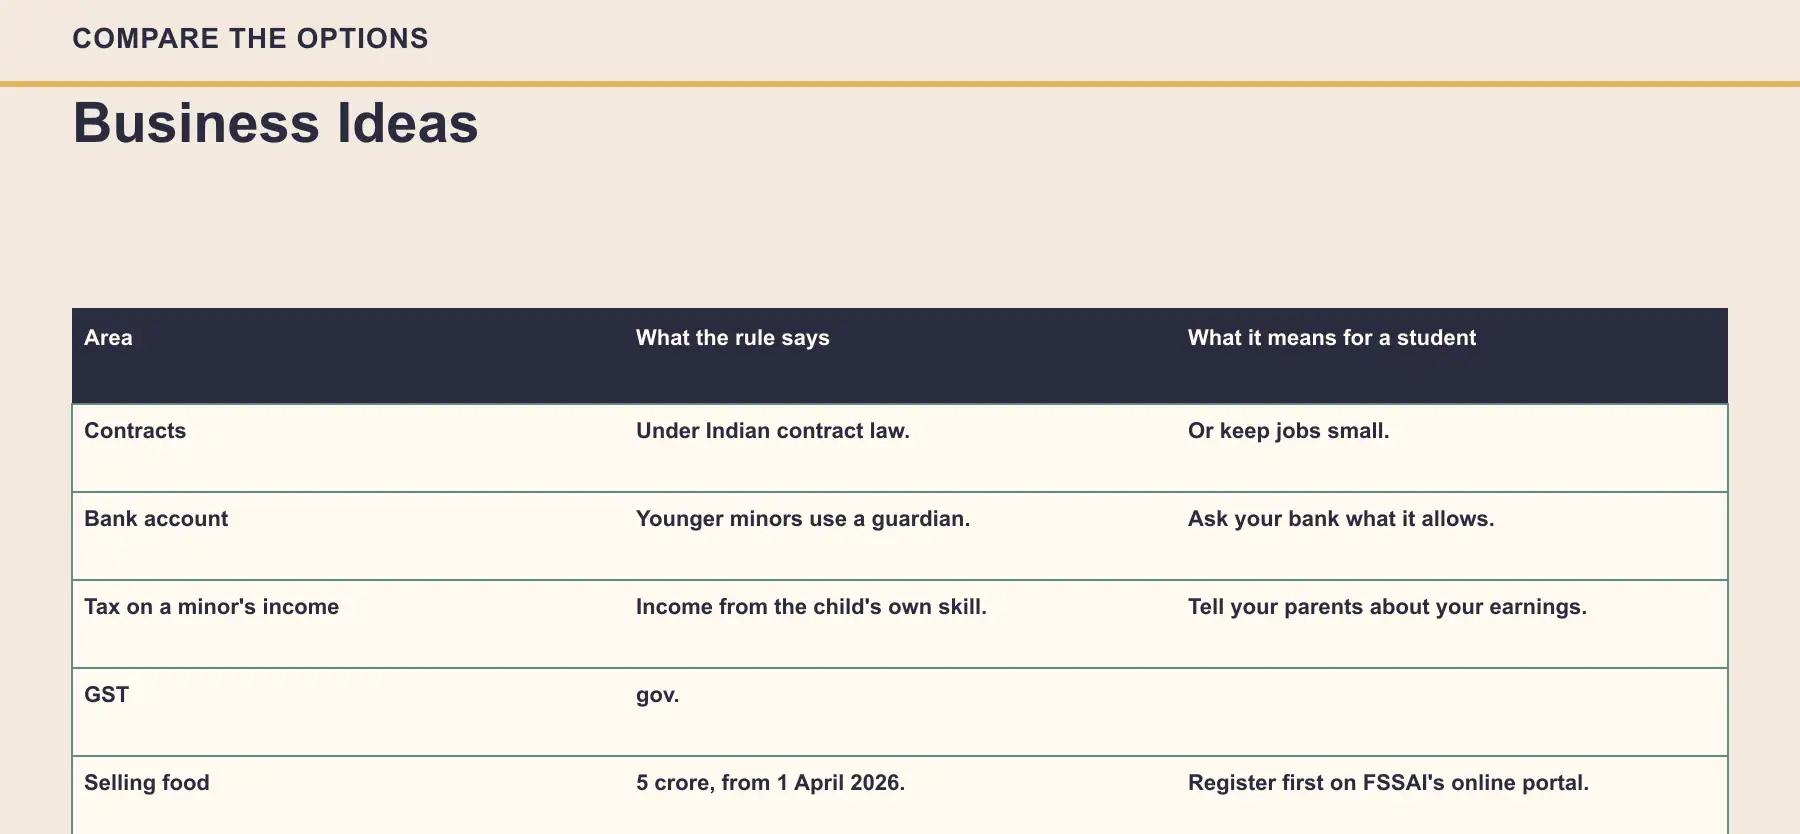 COMPARE THE OPTIONS
Business Ideas
Area What the rule says What it means for a student
Contracts Under Indian contract law. Or keep jobs small.
Bank account Younger minors use a guardian. Ask your bank what it allows.
Tax on a minor's income Income from the child's own skill. Tell your parents about your earnings.
GST gov.
Selling food 5 crore, from 1 April 2026. Register first on FSSAI's online portal.